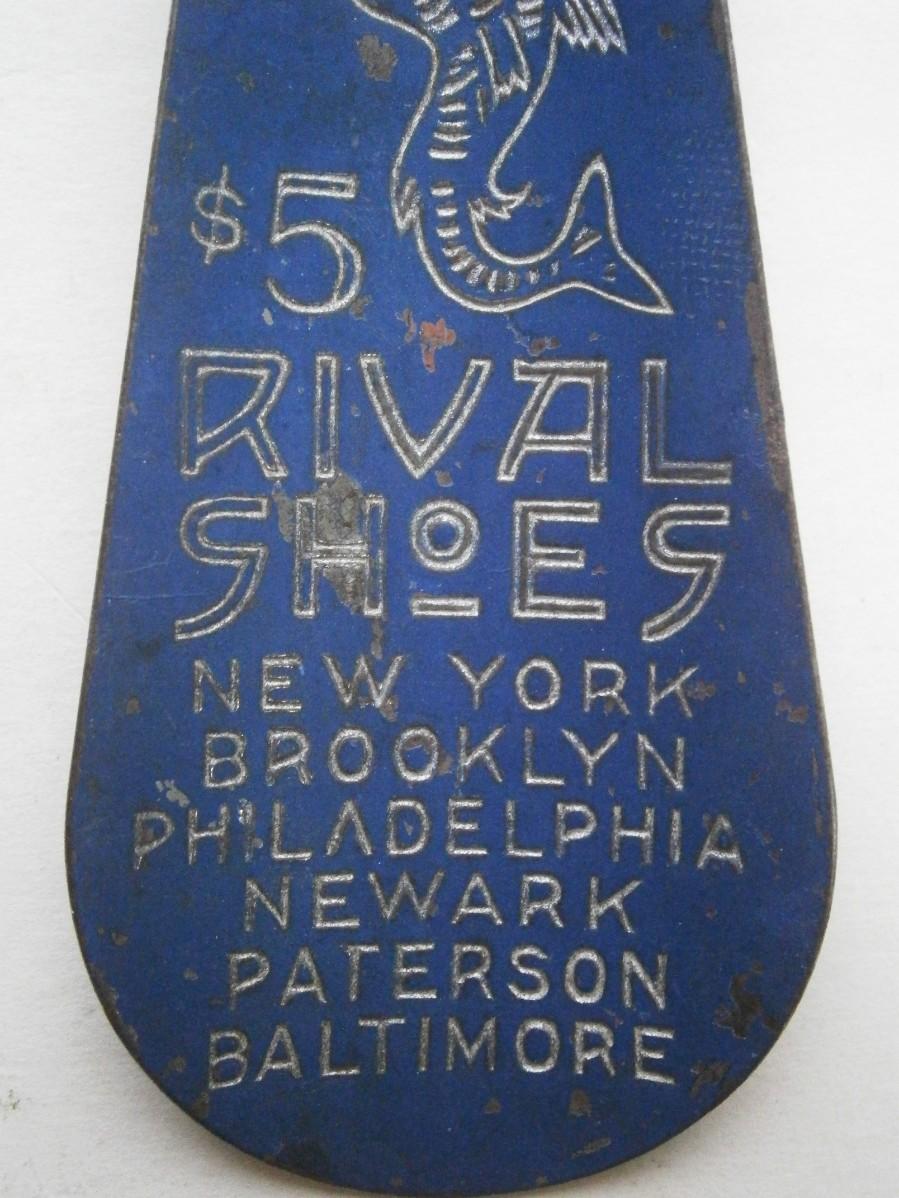 $5
RIVAL
SHOES
NEW YORK
BROOKLYN
PHILADELPHIA
NEWARK
PATERSON
BALTIMORE